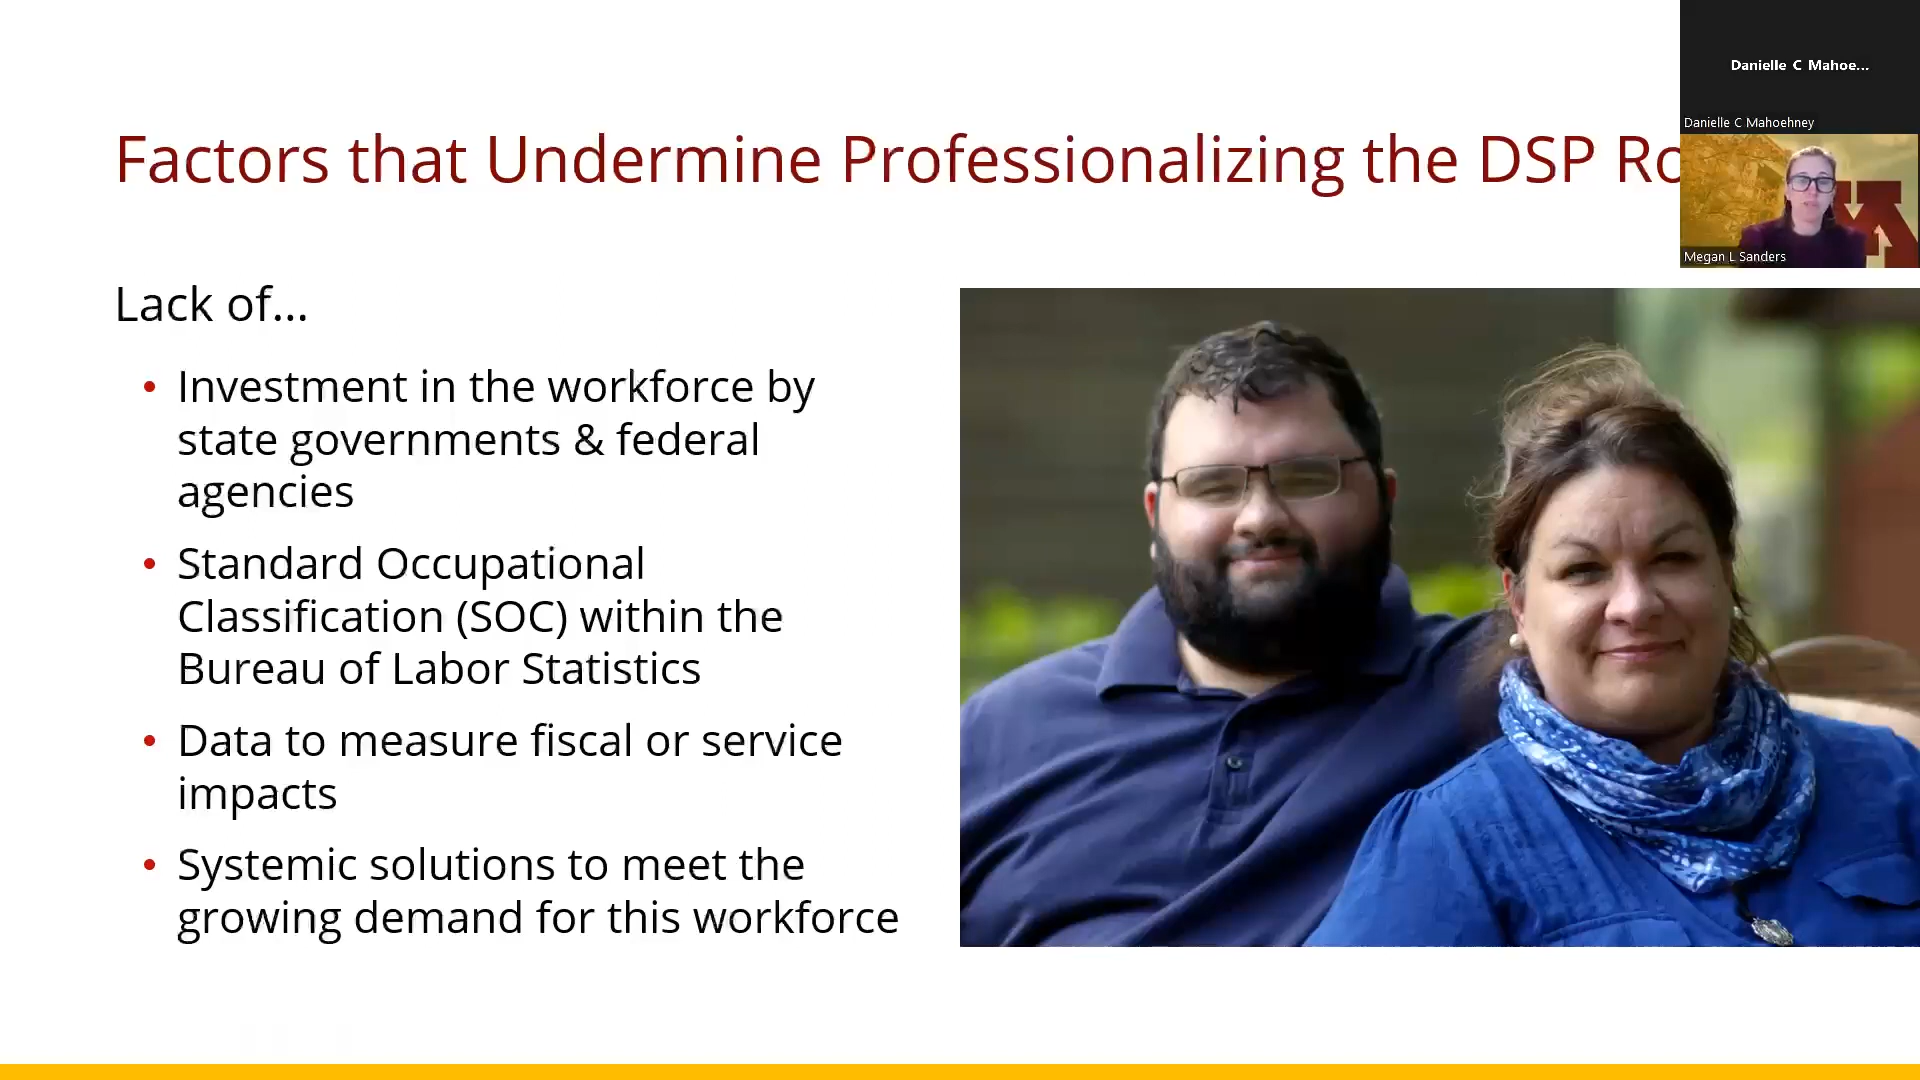 Danielle C Mahoe...
Danielle C Mahoehney
Factors that Undermine Professionalizing the DSP Ro
Megan L Sanders
Lack of...
• Investment in the workforce by
state governments & federal
agencies
• Standard Occupational
Classification (SOC) within the
Bureau of Labor Statistics
• Data to measure fiscal or service
impacts
• Systemic solutions to meet the
growing demand for this workforce